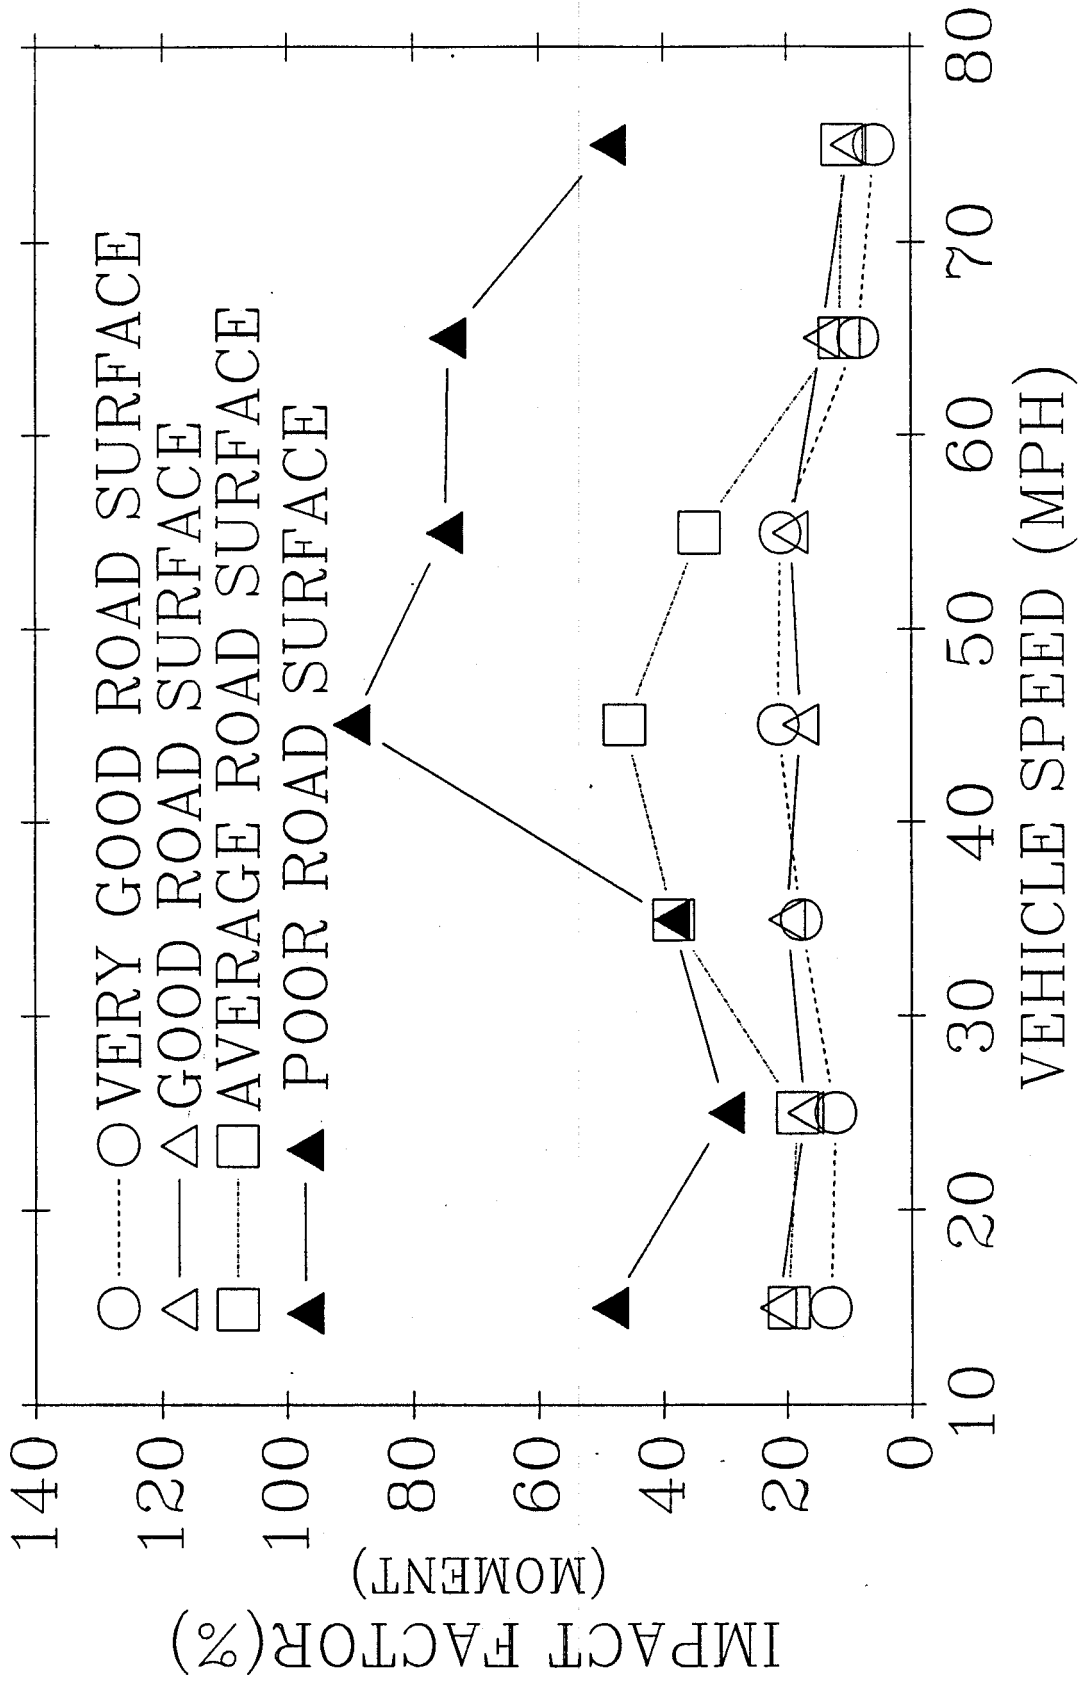 VERY GOOD ROAD SURFACE
GOOD ROAD SURFACE
AVERAGE ROAD SURFACE
POOR ROAD SURFACE
IMPACT FACTOR(%)
(MOMENT)
140
120
100
80
60
40
20
0
10 20 30 40 50 60 70 80
VEHICLE SPEED (MPH)